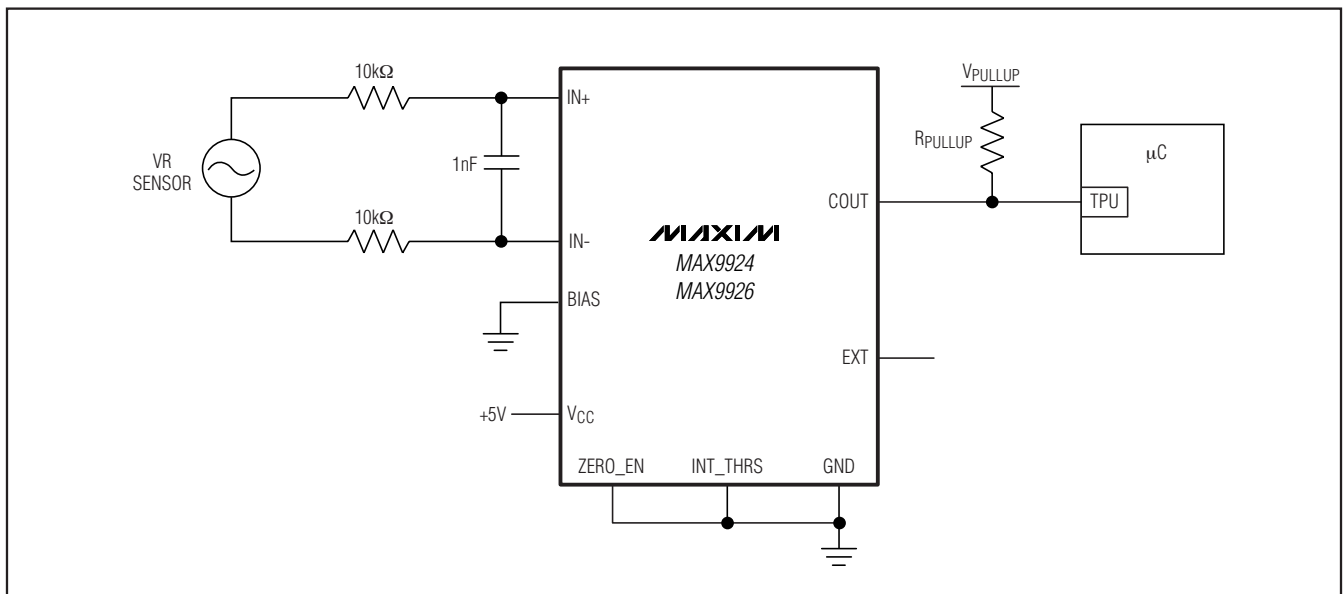 10kΩ
VR
SENSOR
1nF
10kΩ
IN+
IN-
BIAS
+5V
VCC
ZERO_EN
INT_THRS
GND
MAXIM
MAX9924
MAX9926
COUT
EXT
VPULLUP
RPULLUP
μC
TPU